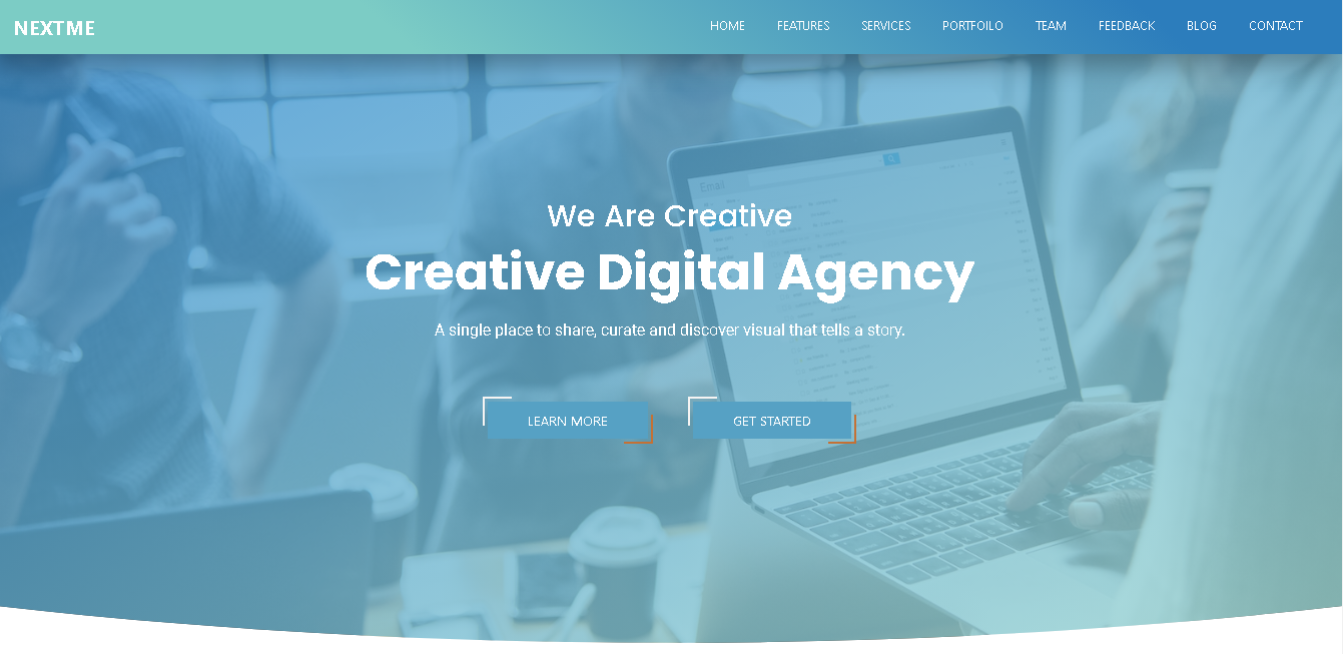 NEXTME
HOME FEATURES SERVICES PORTFOILO TEAM FEEDBACK BLOG CONTACT
Email
We Are Creative
Creative Digital Agency
A single place to share, curate and discover visual that tells a story.
LEARN MORE GET STARTED